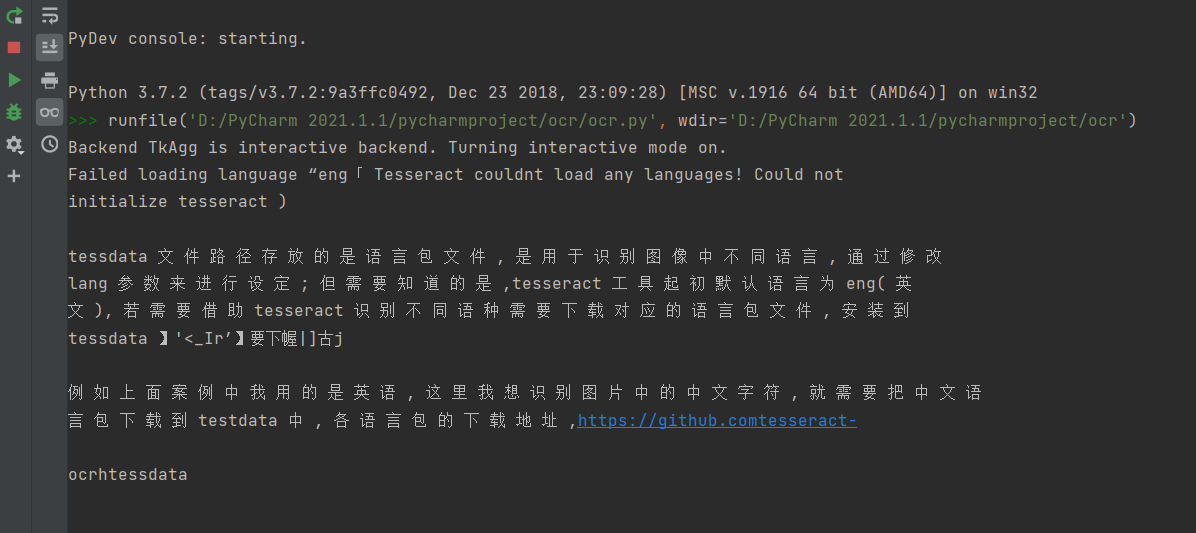 PyDev console: starting.
Python 3.7.2 (tags/v3.7.2:9a3ffc0492, Dec 23 2018, 23:09:28) [MSC v.1916 64 bit (AMD64)] on win32
>>> runfile('D:/PyCharm 2021.1.1/pycharmproject/ocr/ocr.py', wdir='D:/PyCharm 2021.1.1/pycharmproject/ocr')
Backend TkAgg is interactive backend. Turning interactive mode on.
Failed loading language “eng「 Tesseract couldnt load any languages! Could not
initialize tesseract )
tessdata 文 件 路 径 存 放 的 是 语 言 包 文 件 , 是 用 于 识 别 图 像 中 不 同 语 言 , 通 过 修 改
lang 参 数 来 进 行 设 定 ; 但 需 要 知 道 的 是 ,tesseract 工 具 起 初 默 认 语 言 为 eng( 英
文 ), 若 需 要 借 助 tesseract 识 别 不 同 语 种 需 要 下 载 对 应 的 语 言 包 文 件 , 安 装 到
tessdata 】'<_Ir’】要下幄|]古j
例 如 上 面 案 例 中 我 用 的 是 英 语 , 这 里 我 想 识 别 图 片 中 的 中 文 字 符 , 就 需 要 把 中 文 语
言 包 下 载 到 testdata 中 , 各 语 言 包 的 下 载 地 址 ,https://github.comtesseract-
ocrhtessdata